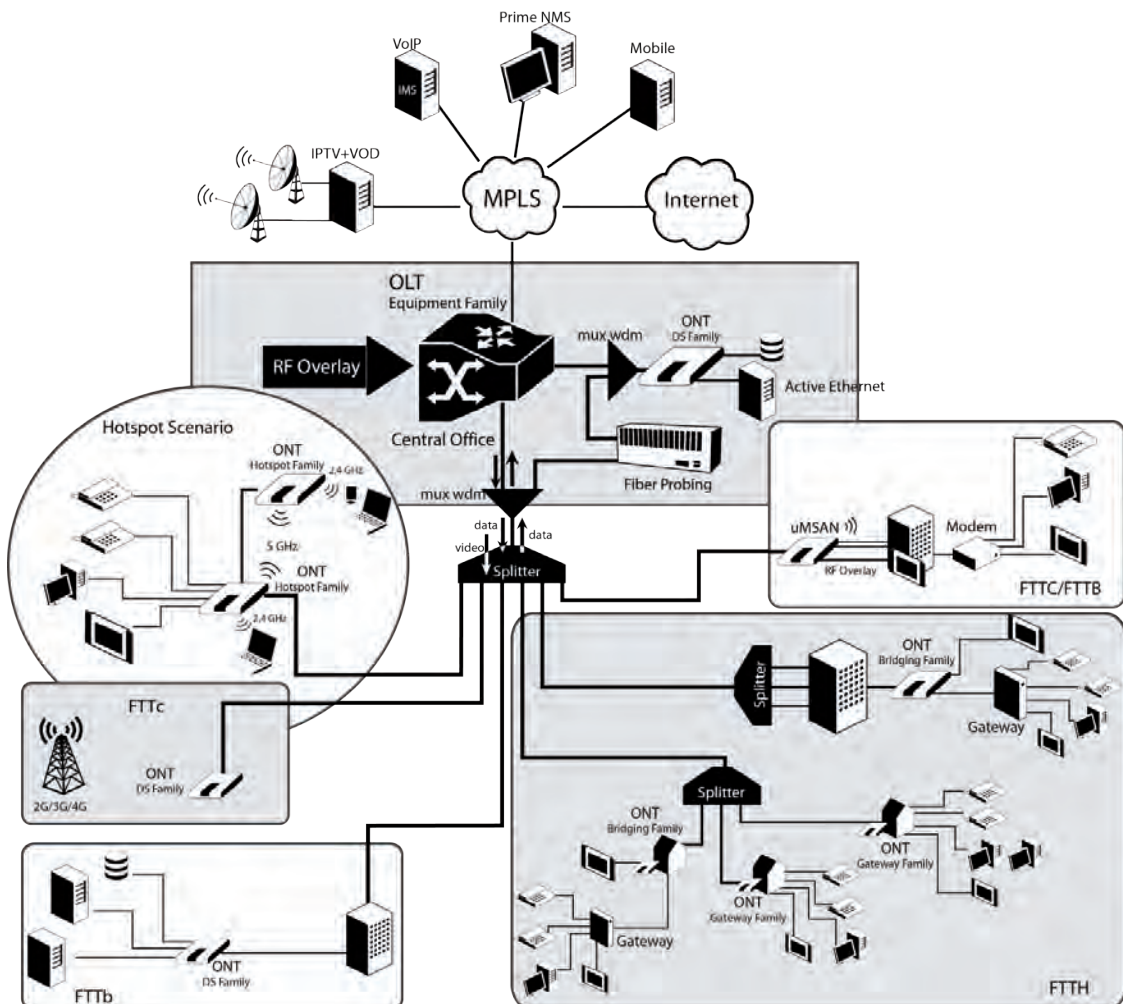 Prime NMS
VoIP
IMS
Mobile
IPTV+VOD
MPLS
Internet
OLT
Equipment Family
RF Overlay
Central Office
mux wdm
ONT
DS Family
Active Ethernet
Fiber Probing
mux wdm
data
data
video
Splitter
Hotspot Scenario
ONT
Hotspot Family
2,4 GHz
5 GHz
ONT
Hotspot Family
2,4 GHz
uMSAN
RF Overlay
Modem
FTTC/FTTB
FTTc
ONT
DS Family
2G/3G/4G
Splitter
ONT
Bridging Family
Gateway
Splitter
ONT
Bridging Family
ONT
Gateway Family
ONT
Gateway Family
Gateway
FTTH
ONT
DS Family
FTTb